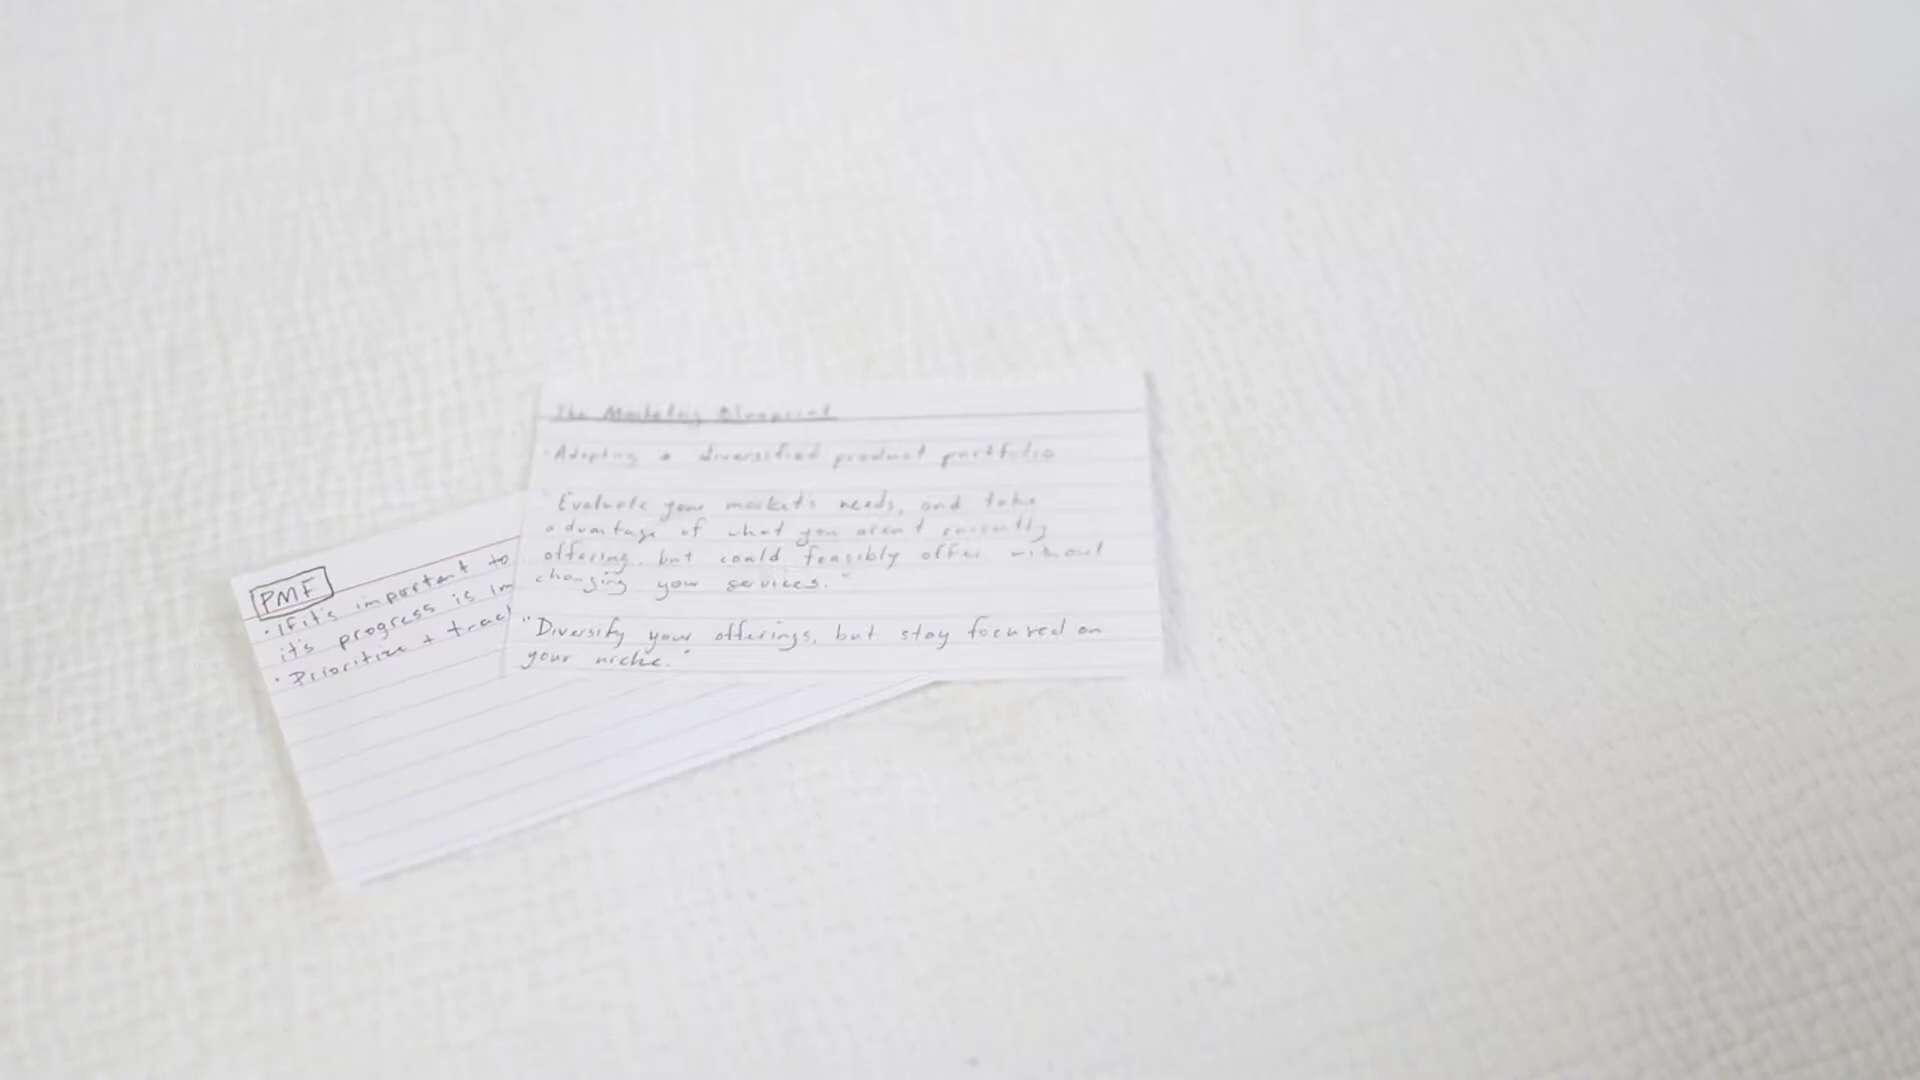 The Marketing Blueprint
· Adopting a diversified product portfolio
"Evaluate your markets needs, and take
advantage of what you aren't currently
offering, but could feasibly offer without
changing your services."
"Diversify your offerings, but stay focused on
your niche."
PMF
· If it's important to
it's progress is im
· Prioritize + trac